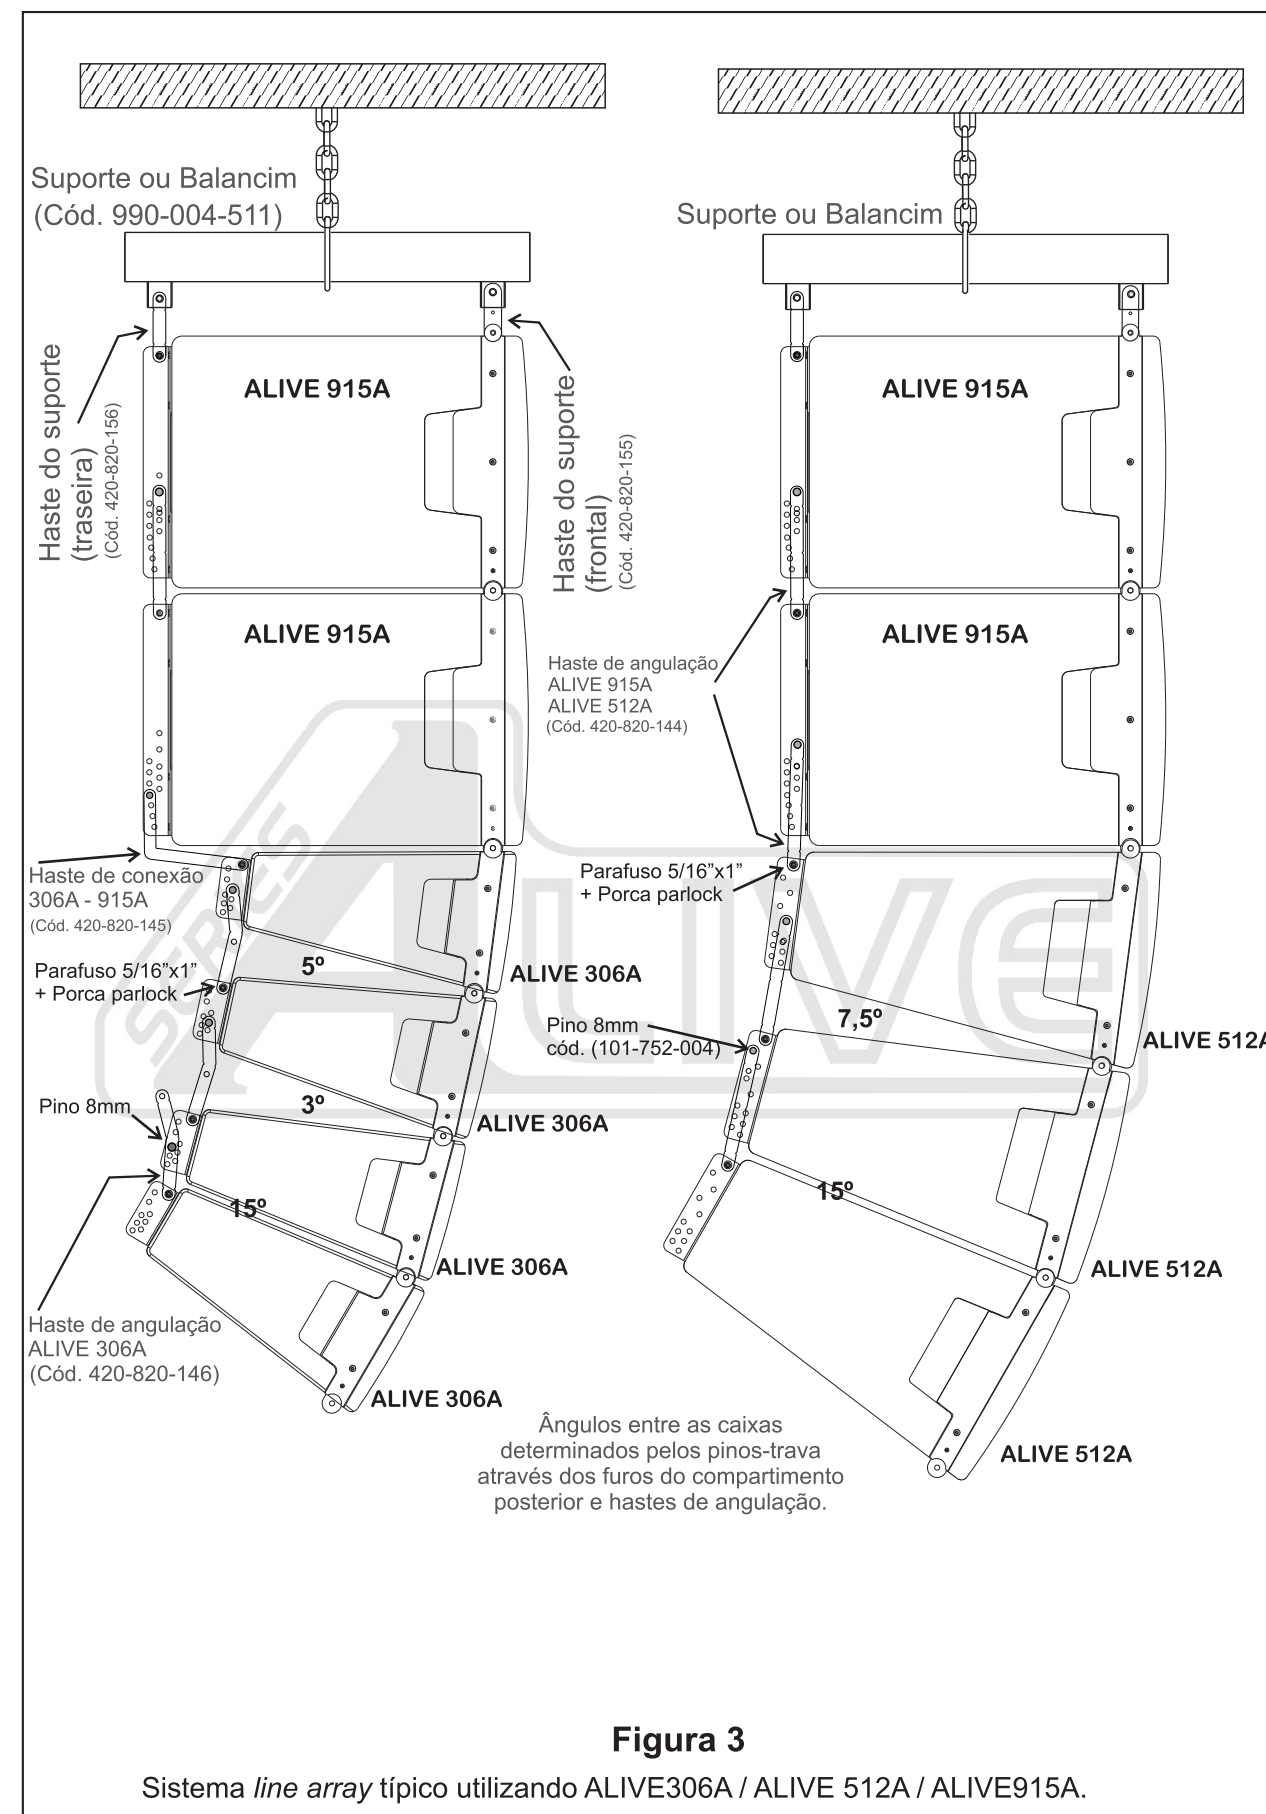 Suporte ou Balancim
(Cód. 990-004-511)
Suporte ou Balancim
Haste do suporte
(traseira)
(Cód. 420-820-156)
ALIVE 915A
Haste do suporte
(frontal)
(Cód. 420-820-155)
ALIVE 915A
ALIVE 915A
ALIVE 915A
Haste de angulação
ALIVE 915A
ALIVE 512A
(Cód. 420-820-144)
Haste de conexão
306A - 915A
(Cód. 420-820-145)
Parafuso 5/16”x1”
+ Porca parlock
SERIES
ALIVE
5º
ALIVE 306A
Parafuso 5/16”x1”
+ Porca parlock
Pino 8mm
cód. (101-752-004)
7,5º
ALIVE 512A
Pino 8mm
3º
ALIVE 306A
15º
15º
ALIVE 306A
ALIVE 512A
Haste de angulação
ALIVE 306A
(Cód. 420-820-146)
ALIVE 306A
ALIVE 512A
Ângulos entre as caixas
determinados pelos pinos-trava
através dos furos do compartimento
posterior e hastes de angulação.
Figura 3
Sistema line array típico utilizando ALIVE306A / ALIVE 512A / ALIVE915A.